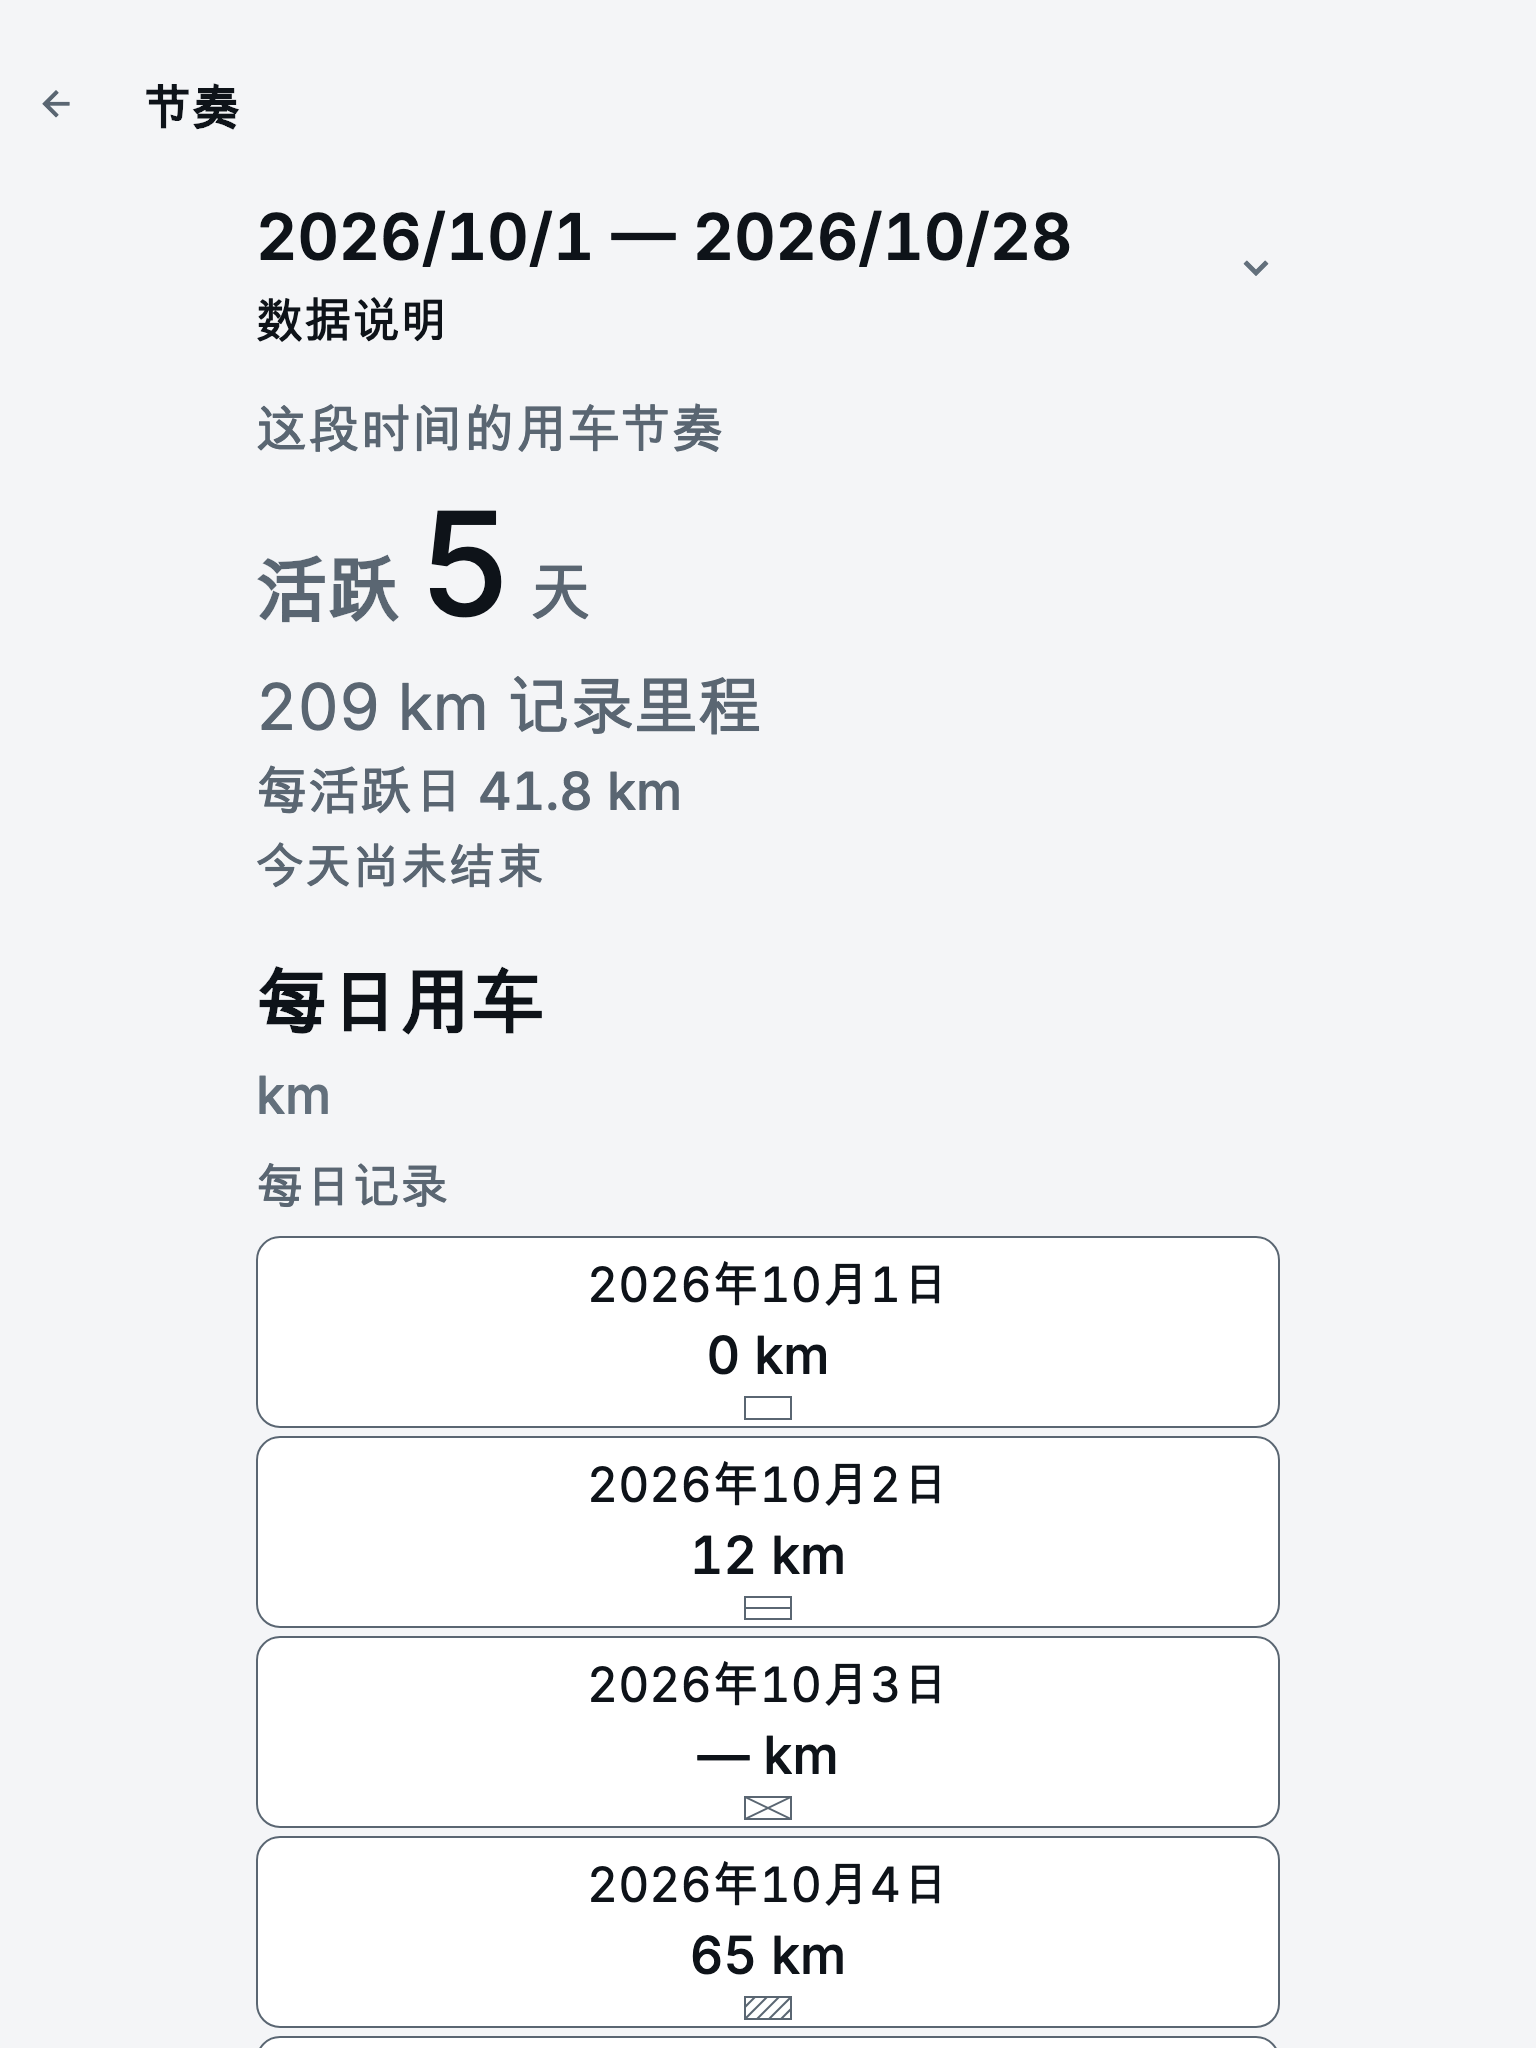 节奏
2026/10/1 — 2026/10/28
数据说明
这段时间的用车节奏
活跃 5 天
209 km 记录里程
每活跃日 41.8 km
今天尚未结束
每日用车
km
每日记录
2026年10月1日
0 km
2026年10月2日
12 km
2026年10月3日
— km
2026年10月4日
65 km